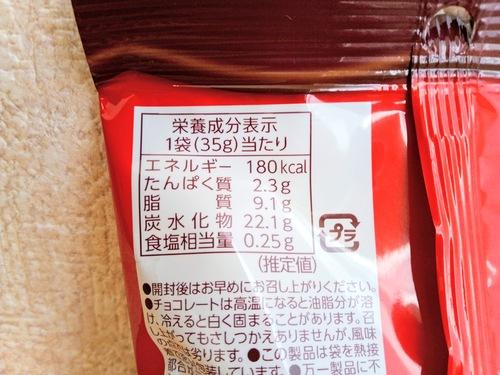 栄養成分表示
1袋(35g)当たり
エネルギー 180kcal
たんぱく質 2.3g
脂質 9.1g
炭水化物 22.1g
食塩相当量 0.25g
(推定値)
プラ
●開封後はお早めにお召し上がりください。
●チョコレートは高温になると油脂分が溶
け、冷えると白く固まることがあります。召
し上がってもさしつかえありませんが、風味
は劣ります。●この製品は袋を熱接
しています。●万一製品に不